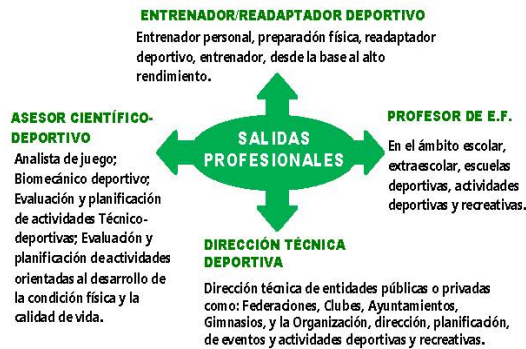 ENTRENADOR/READAPTADOR DEPORTIVO
Entrenador personal, preparación física, readaptador
deportivo, entrenador, desde la base al alto
rendimiento.
ASESOR CIENTÍFICO-
DEPORTIVO
Analista de juego;
Biomecánico deportivo;
Evaluación y planificación
de actividades Técnico-
deportivas; Evaluación y
planificación de actividades
orientadas al desarrollo de
la condición física y la
calidad de vida.
SALIDAS
PROFESIONALES
PROFESOR DE E.F.
En el ámbito escolar,
extraescolar, escuelas
deportivas, actividades
deportivas y recreativas.
DIRECCIÓN TÉCNICA
DEPORTIVA
Dirección técnica de entidades públicas o privadas
como: Federaciones, Clubes, Ayuntamientos,
Gimnasios, y la Organización, dirección, planificación,
de eventos y actividades deportivas y recreativas.